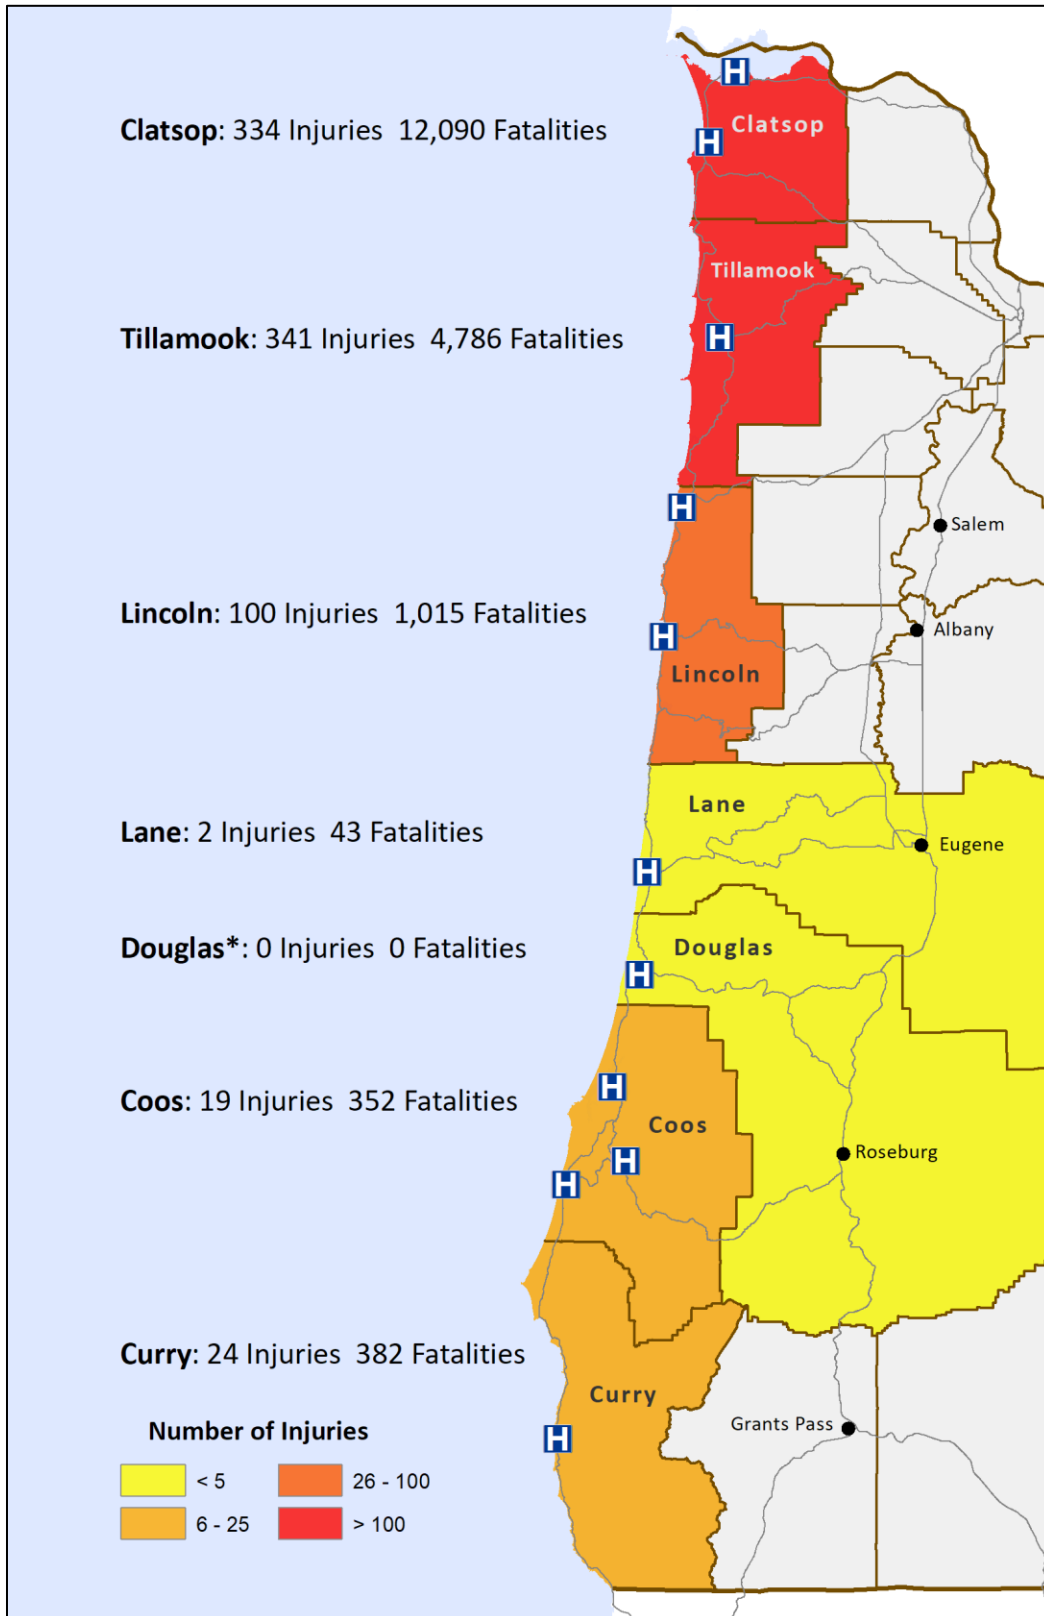 H
Clatsop
Clatsop: 334 Injuries 12,090 Fatalities
H
Tillamook
Tillamook: 341 Injuries 4,786 Fatalities
H
H
Salem
Lincoln: 100 Injuries 1,015 Fatalities
H
Albany
Lincoln
Lane
Lane: 2 Injuries 43 Fatalities
Eugene
H
Douglas*: 0 Injuries 0 Fatalities
Douglas
H
Coos: 19 Injuries 352 Fatalities
H
Coos
H
Roseburg
H
Curry: 24 Injuries 382 Fatalities
Curry
Grants Pass
H
Number of Injuries
< 5
26 - 100
6 - 25
> 100